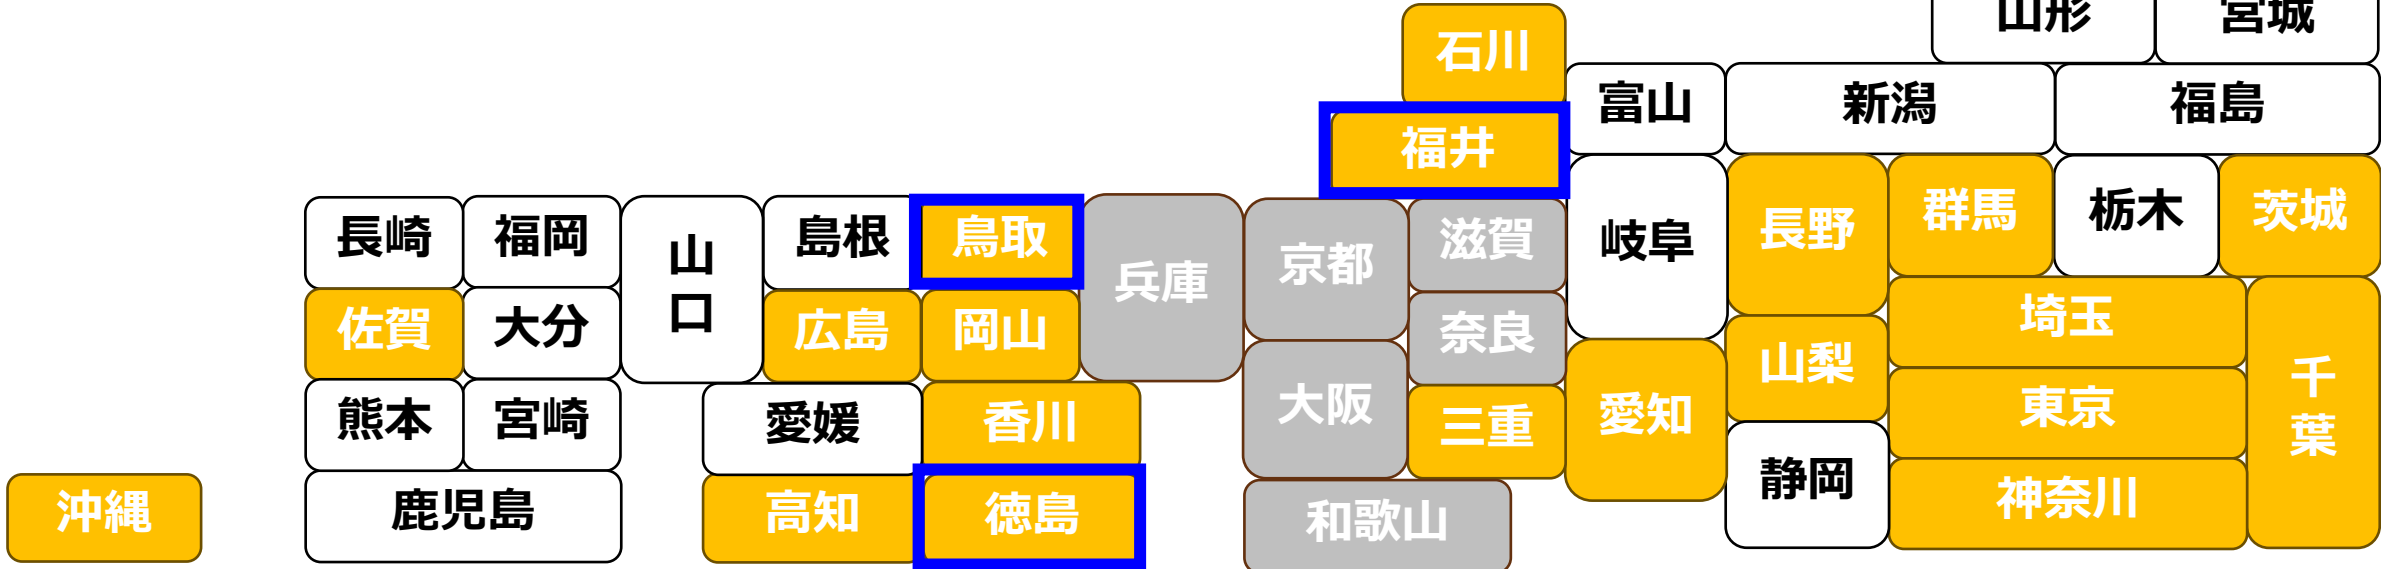 山形
宮城
石川
富山
新潟
福島
福井
長崎
福岡
山口
島根
鳥取
兵庫
京都
滋賀
岐阜
長野
群馬
栃木
茨城
佐賀
大分
広島
岡山
大阪
奈良
山梨
埼玉
千葉
熊本
宮崎
愛媛
香川
三重
愛知
東京
沖縄
鹿児島
高知
徳島
和歌山
静岡
神奈川